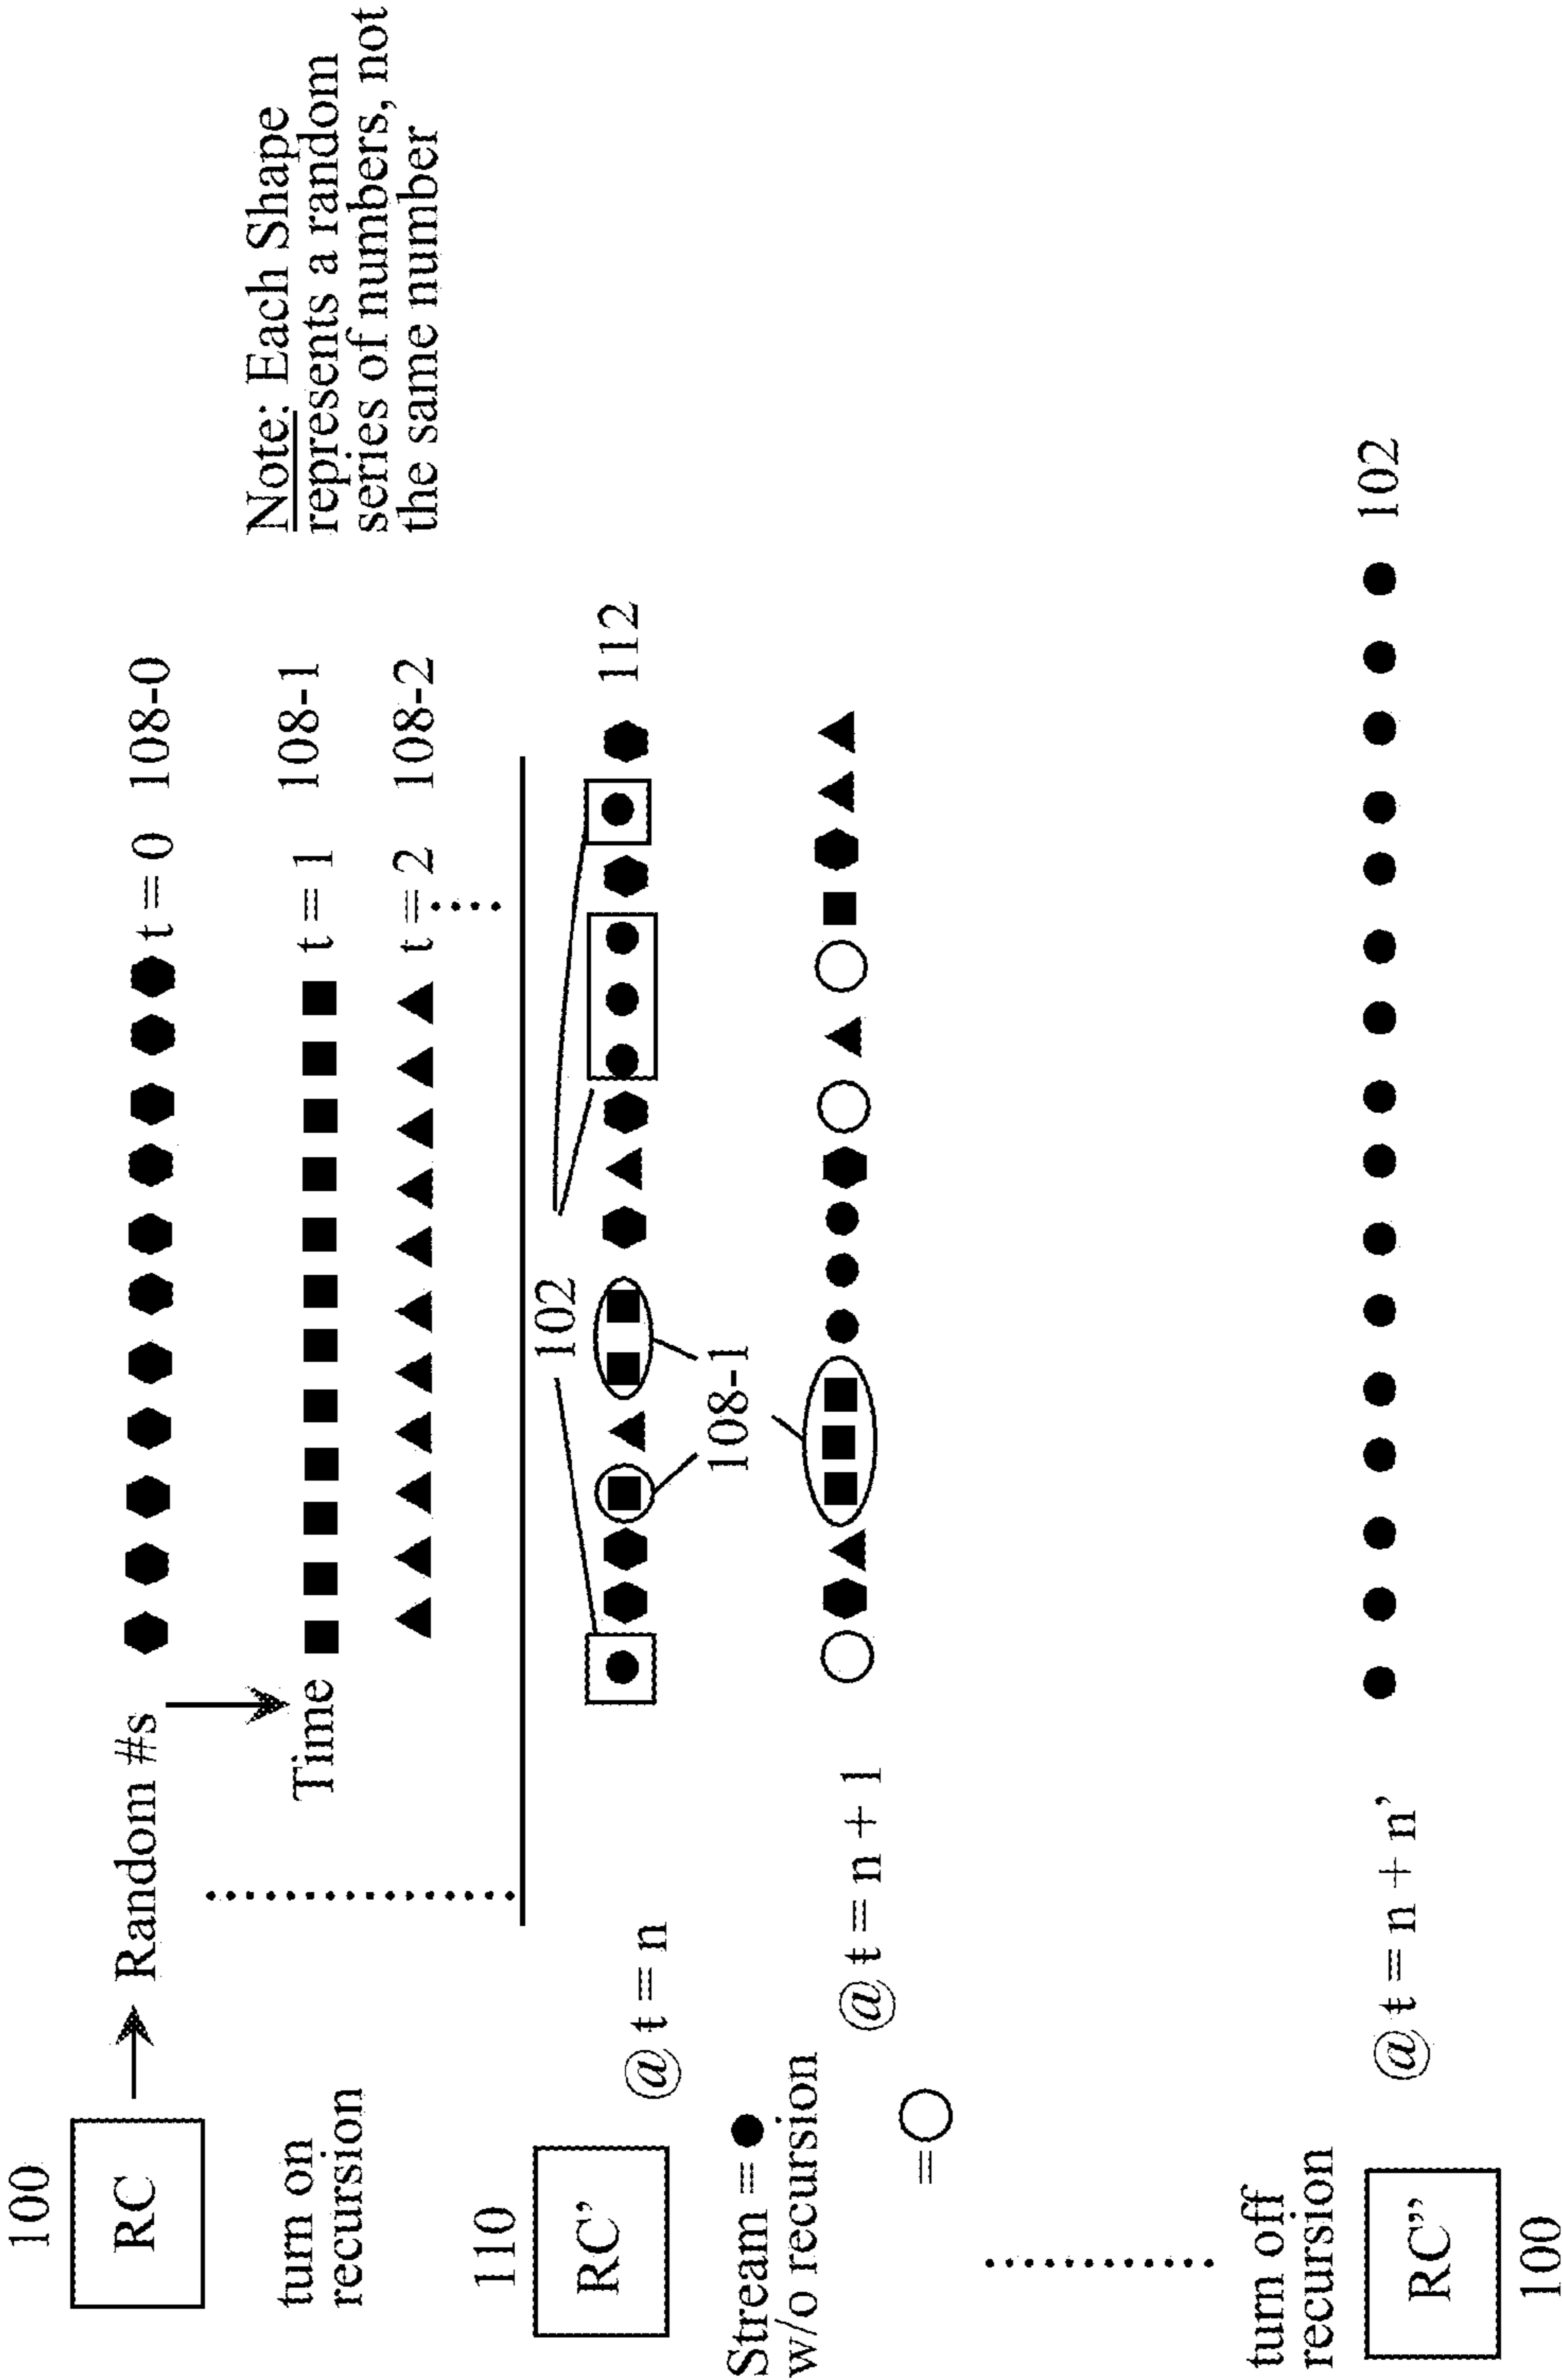 100
RC
Random #s
t = 0 108-0
Note: Each Shape
represents a random
series of numbers, not
the same number
turn on
recursion
Time
t = 1 108-1
t = 2 108-2
110
RC’
@ t = n
102
112
Stream =
w/o recursion
108-1
@ t = n + 1
=
turn off
recursion
RC”
100
@ t = n + n’
102